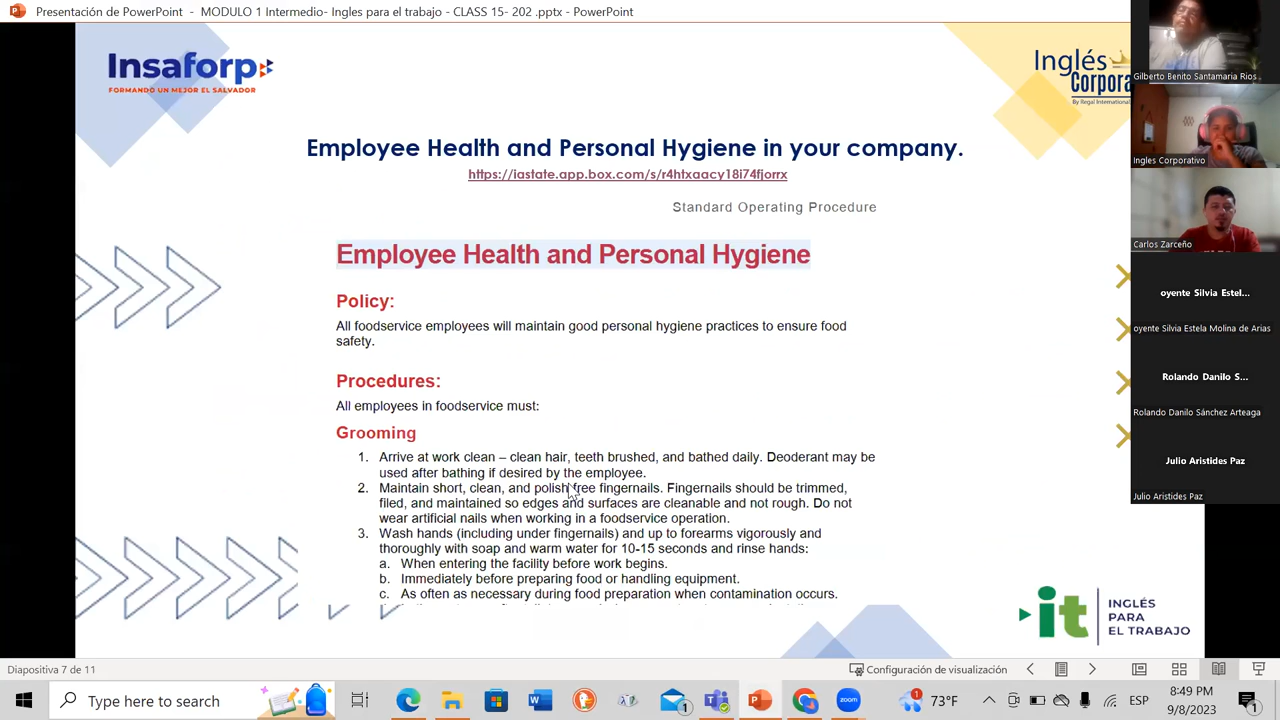 Presentación de PowerPoint - MODULO 1 Intermedio- Ingles para el trabajo - CLASS 15- 202 .pptx - PowerPoint
Insaforp
FORMANDO UN MEJOR EL SALVADOR
Inglés
Corpora
By Regal International
Employee Health and Personal Hygiene in your company.
https://iastate.app.box.com/s/r4htxaacy18i74fjorrx
Standard Operating Procedure
Employee Health and Personal Hygiene
Policy:
All foodservice employees will maintain good personal hygiene practices to ensure food
safety.
Procedures:
All employees in foodservice must:
Grooming
1. Arrive at work clean – clean hair, teeth brushed, and bathed daily. Deoderant may be
used after bathing if desired by the employee.
2. Maintain short, clean, and polish free fingernails. Fingernails should be trimmed,
filed, and maintained so edges and surfaces are cleanable and not rough. Do not
wear artificial nails when working in a foodservice operation.
3. Wash hands (including under fingernails) and up to forearms vigorously and
thoroughly with soap and warm water for 10-15 seconds and rinse hands:
a. When entering the facility before work begins.
b. Immediately before preparing food or handling equipment.
c. As often as necessary during food preparation when contamination occurs.
it
INGLÉS
PARA
EL TRABAJO
Gilberto Benito Santamaria Rios
Ingles Corporativo
Carlos Zarceño
oyente Silvia Estel...
oyente Silvia Estela Molina de Arias
Rolando Danilo S...
Rolando Danilo Sánchez Arteaga
Julio Aristides Paz
Julio Aristides Paz
Diapositiva 7 de 11
Configuración de visualización
Type here to search
1
1
73°F
ESP
8:49 PM
9/8/2023
1